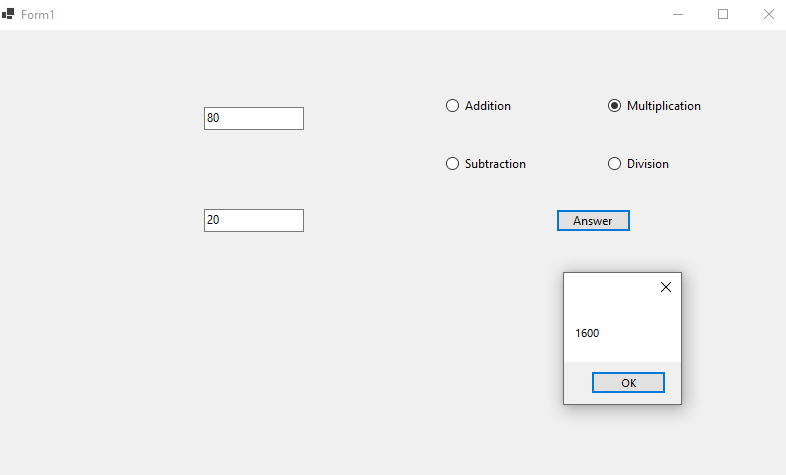 Form1
80
Addition
Multiplication
Subtraction
Division
20
Answer
1600
OK